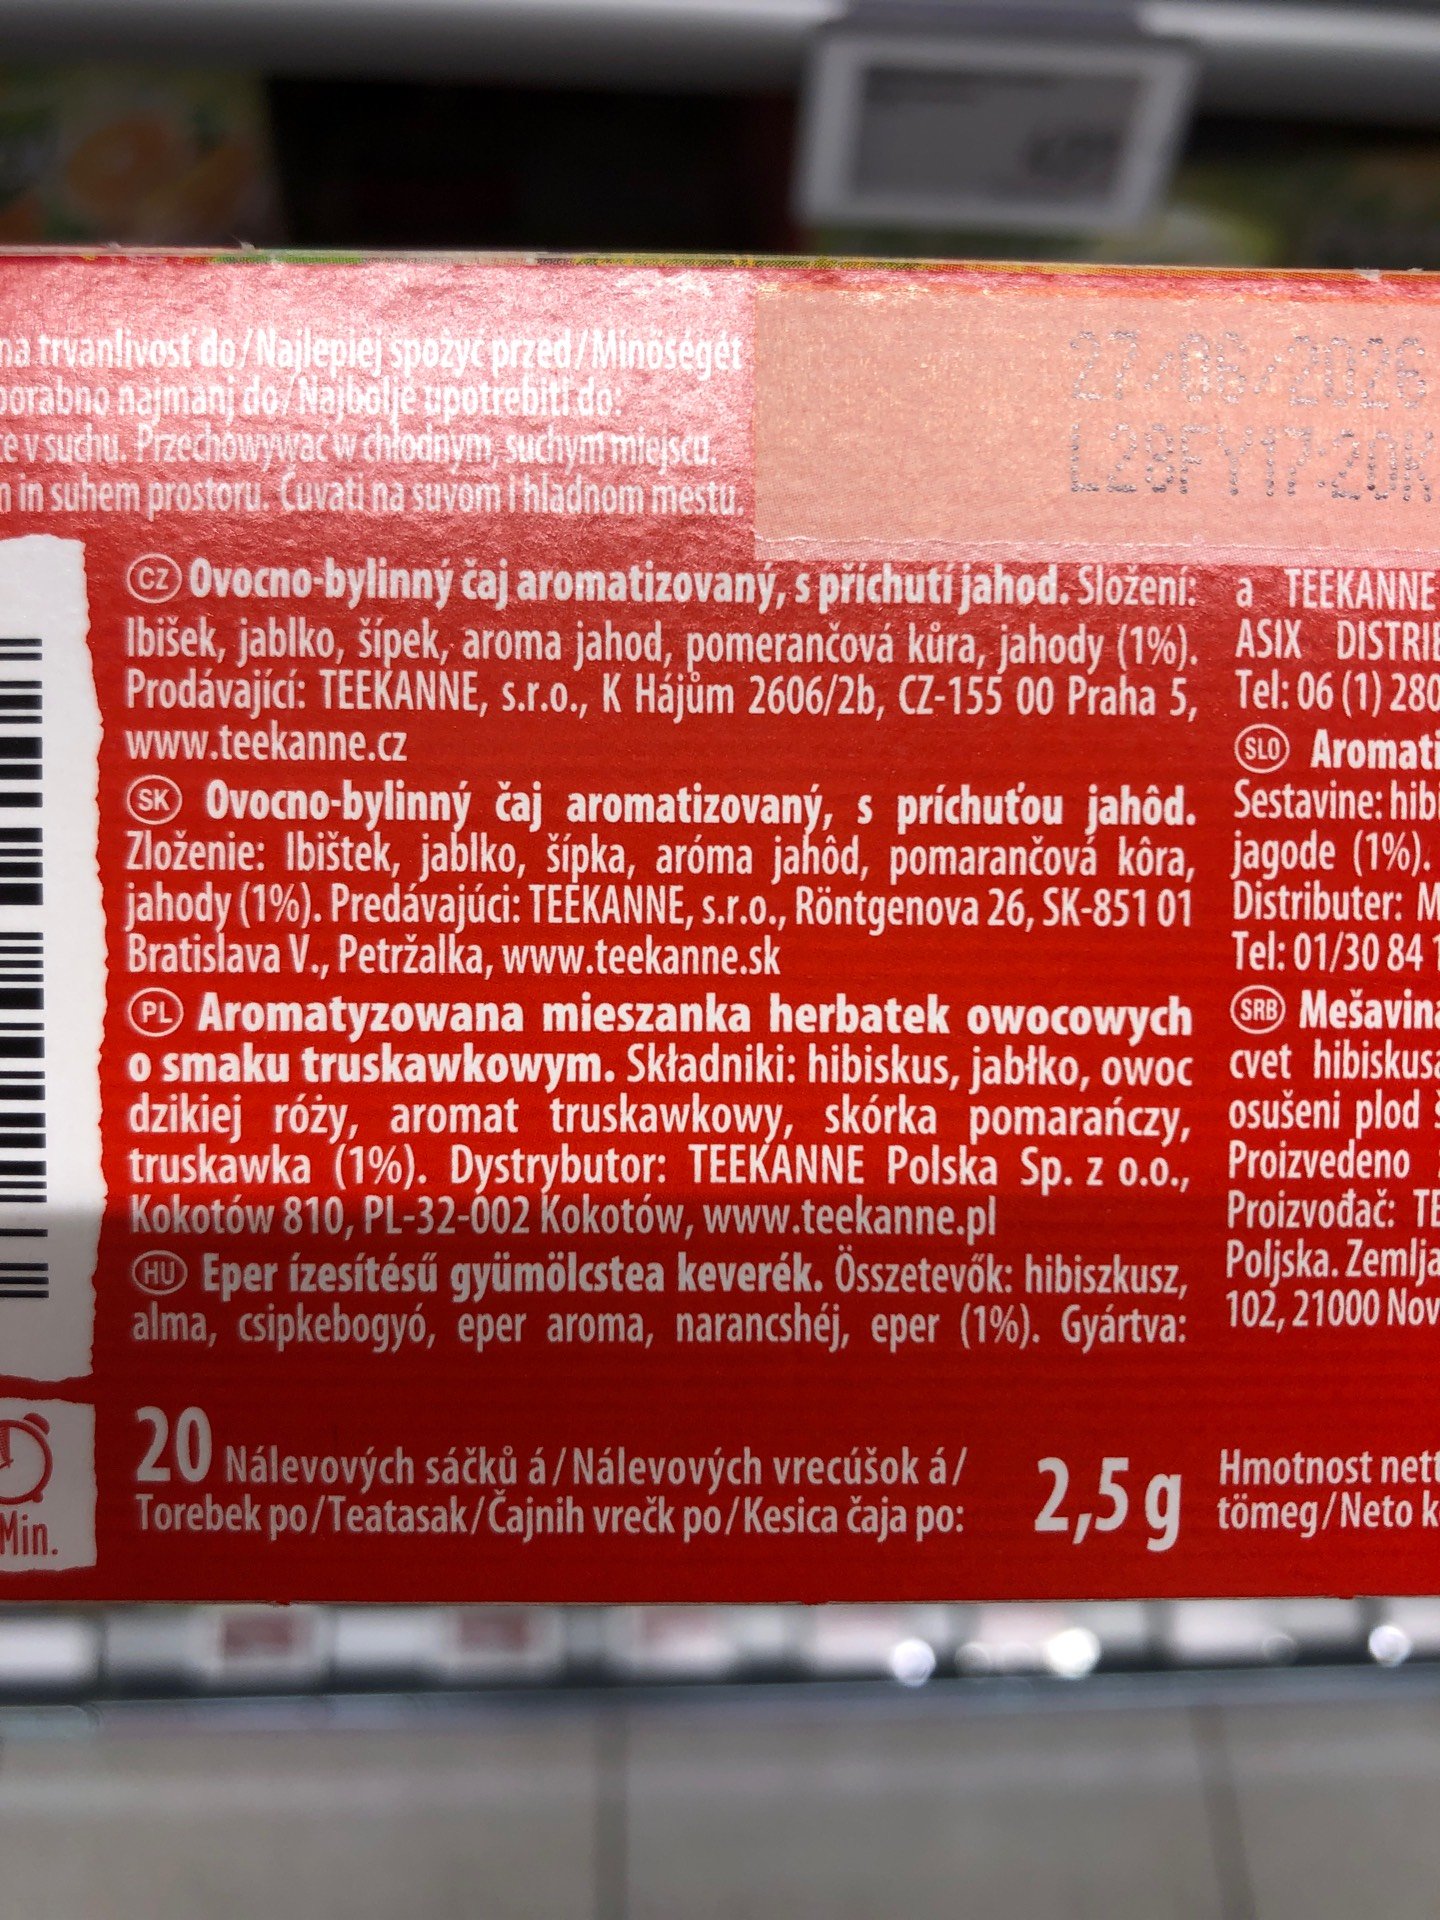 na trvanlivost do/Najlepiej spożyć przed/Minőségét
najmanj do/Najbolje upotrebiti do:
v suchu. Przechowywać w chłodnym, suchym miejscu.
in suhem prostoru. Čuvati na suvom i hladnom mestu.
27/06/2026
CZ Ovocno-bylinný čaj aromatizovaný, s příchutí jahod. Složení:
Ibišek, jablko, šípek, aroma jahod, pomerančová kůra, jahody (1%).
Prodávající: TEEKANNE, s.r.o., K Hájům 2606/2b, CZ-155 00 Praha 5,
www.teekanne.cz
SK Ovocno-bylinný čaj aromatizovaný, s príchuťou jahôd.
Zloženie: Ibištek, jablko, šípka, aróma jahôd, pomarančová kôra,
jahody (1%). Predávajúci: TEEKANNE, s.r.o., Röntgenova 26, SK-851 01
Bratislava V., Petržalka, www.teekanne.sk
PL Aromatyzowana mieszanka herbatek owocowych
o smaku truskawkowym. Składniki: hibiskus, jabłko, owoc
dzikiej róży, aromat truskawkowy, skórka pomarańczy,
truskawka (1%). Dystrybutor: TEEKANNE Polska Sp. z o.o.,
Kokotów 810, PL-32-002 Kokotów, www.teekanne.pl
HU Eper ízesítésű gyümölcstea keverék. Összetevők: hibiszkusz,
alma, csipkebogyó, eper aroma, narancshéj, eper (1%). Gyártva:
a TEEKANNE
ASIX DISTRIB
Tel: 06 (1) 280
SLO Aromati
Sestavine: hibi
jagode (1%).
Distributer: M
Tel: 01/30 84 1
SRB Mešavina
cvet hibiskusa
osušeni plod š
Proizvedeno
Proizvođač: TE
Poljska. Zemlja
102, 21000 Nov
Min.
20 Nálevových sáčků á/Nálevových vrecúšok á/
Torebek po/Teatasak/Čajnih vrečk po/Kesica čaja po:
2,5 g
Hmotnost nett
tömeg/Neto k